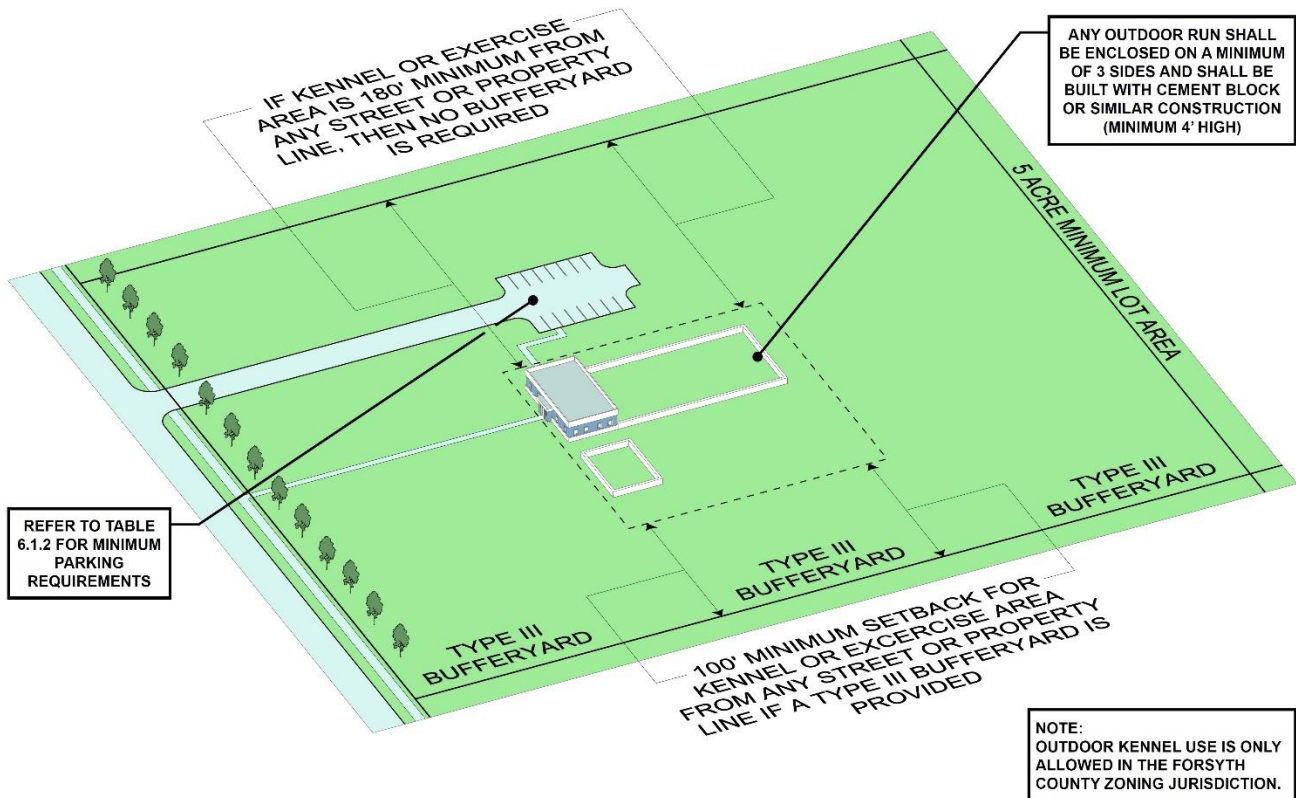 IF KENNEL OR EXERCISE
AREA IS 180' MINIMUM FROM
ANY STREET OR PROPERTY
LINE, THEN NO BUFFERYARD
IS REQUIRED
ANY OUTDOOR RUN SHALL
BE ENCLOSED ON A MINIMUM
OF 3 SIDES AND SHALL BE
BUILT WITH CEMENT BLOCK
OR SIMILAR CONSTRUCTION
(MINIMUM 4' HIGH)
5 ACRE MINIMUM LOT AREA
REFER TO TABLE
6.1.2 FOR MINIMUM
PARKING
REQUIREMENTS
TYPE III
BUFFERYARD
TYPE III
BUFFERYARD
TYPE III
BUFFERYARD
100' MINIMUM SETBACK FOR
KENNEL OR EXCERCISE AREA
FROM ANY STREET OR PROPERTY
LINE IF A TYPE III BUFFERYARD IS
PROVIDED
NOTE:
OUTDOOR KENNEL USE IS ONLY
ALLOWED IN THE FORSYTH
COUNTY ZONING JURISDICTION.